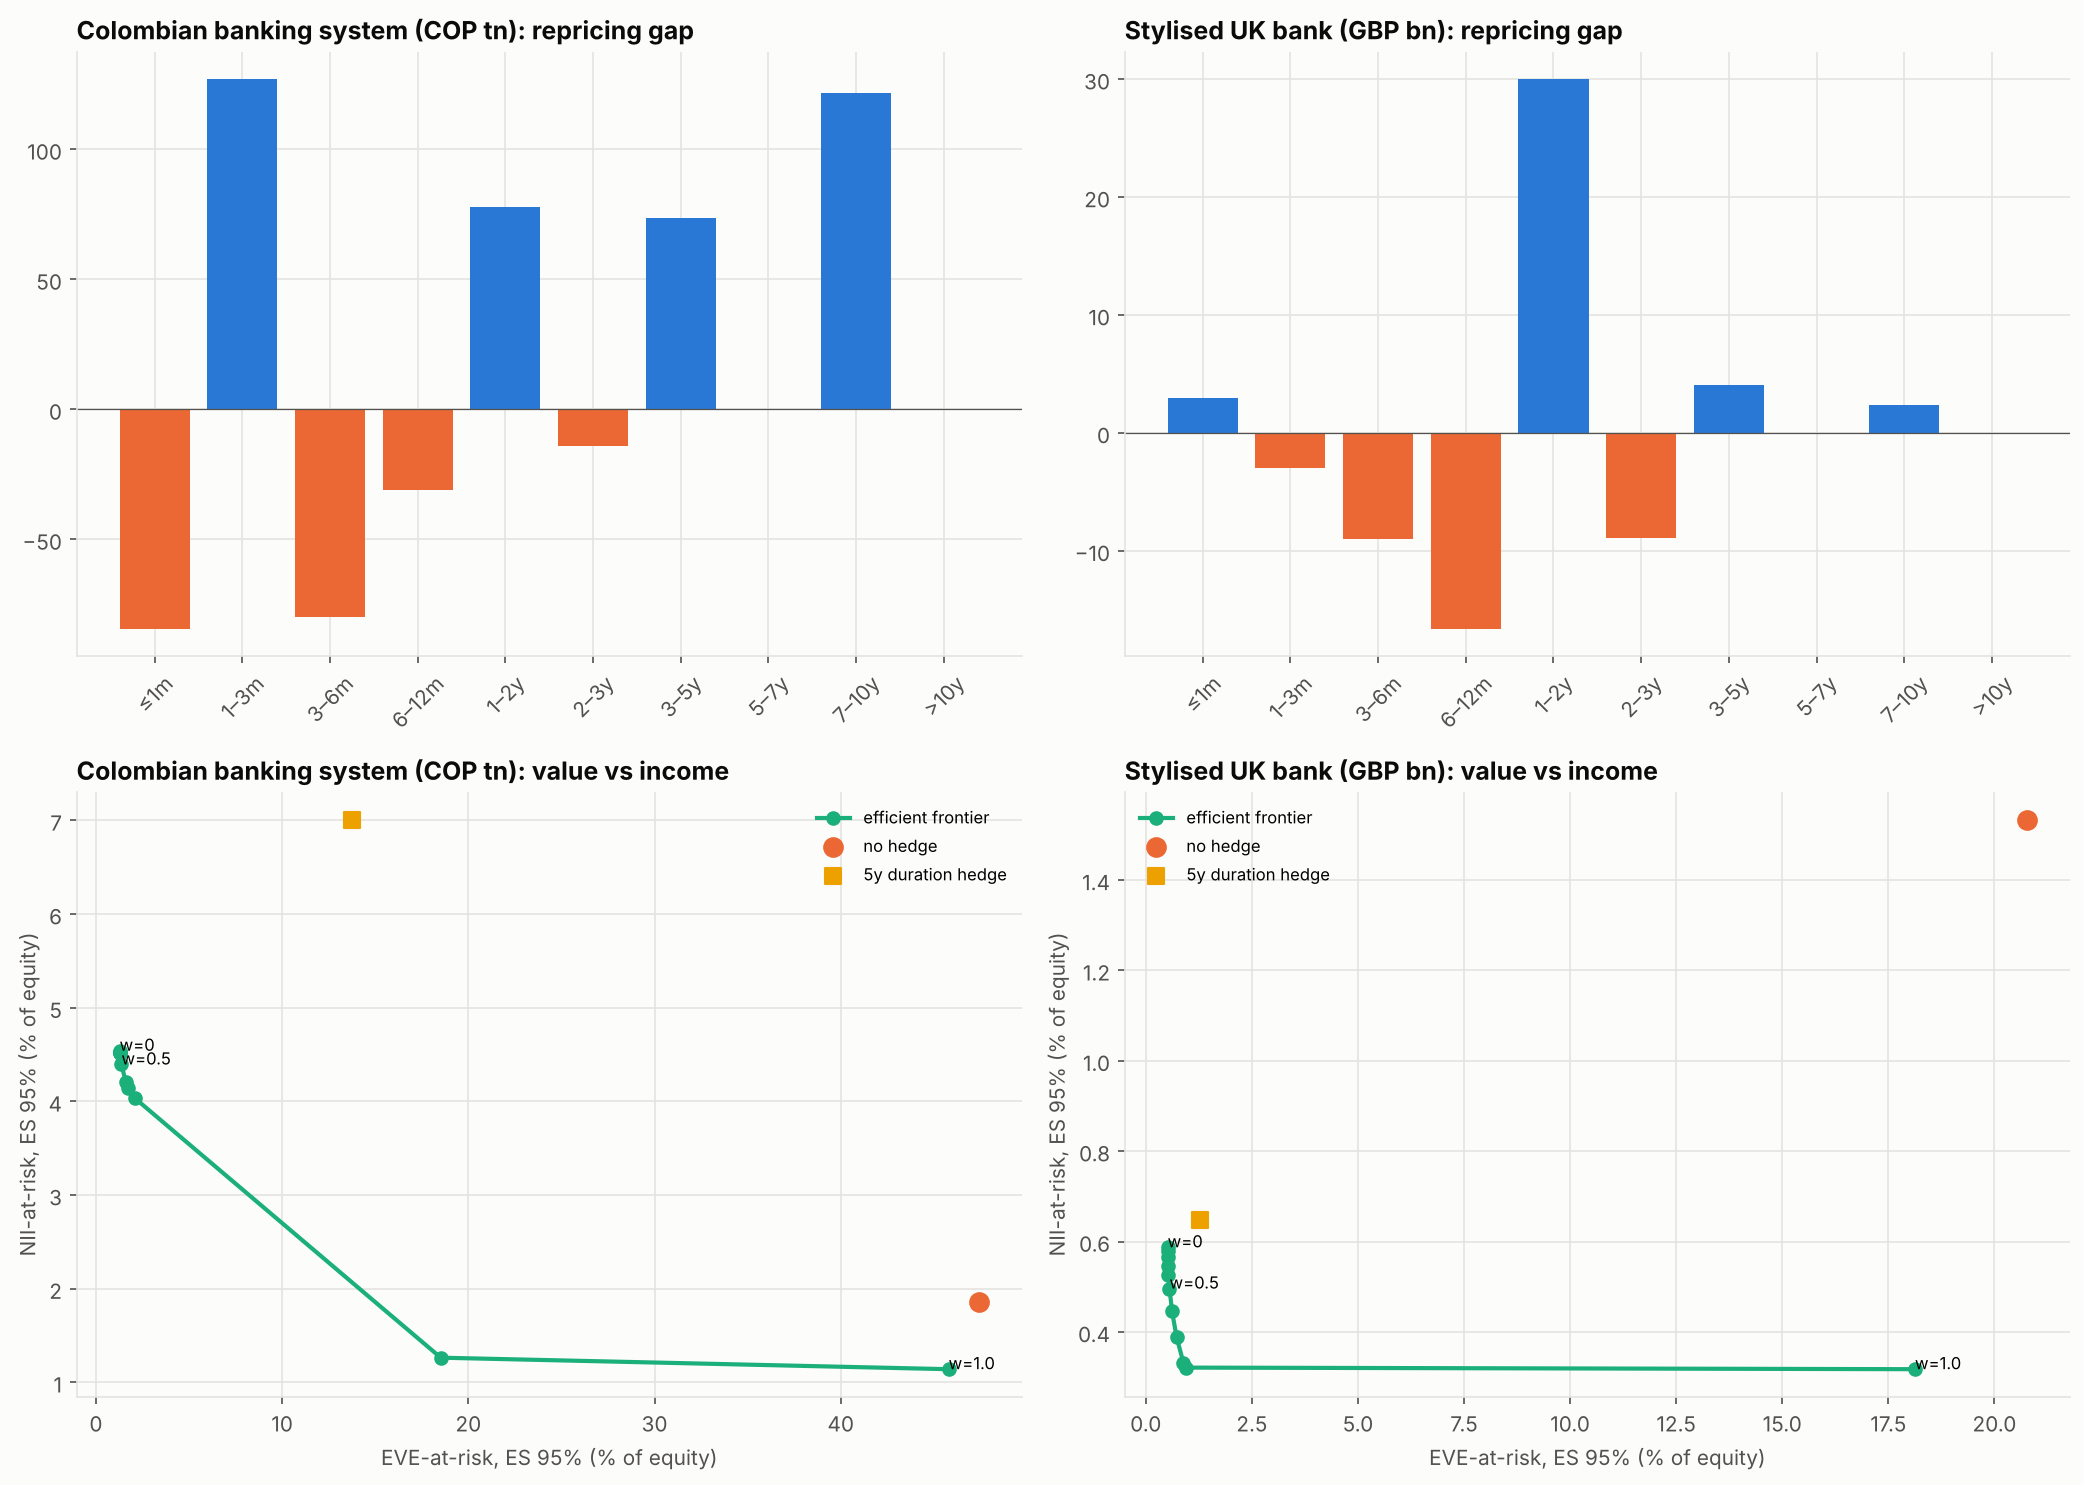 Colombian banking system (COP tn): repricing gap
100
50
0
−50
≤1m
1–3m
3–6m
6–12m
1–2y
2–3y
3–5y
5–7y
7–10y
>10y
Stylised UK bank (GBP bn): repricing gap
30
20
10
0
−10
≤1m
1–3m
3–6m
6–12m
1–2y
2–3y
3–5y
5–7y
7–10y
>10y
Colombian banking system (COP tn): value vs income
NII-at-risk, ES 95% (% of equity)
7
6
5
4
3
2
1
efficient frontier
no hedge
5y duration hedge
w=0
w=0.5
w=1.0
0
10
20
30
40
EVE-at-risk, ES 95% (% of equity)
Stylised UK bank (GBP bn): value vs income
NII-at-risk, ES 95% (% of equity)
1.4
1.2
1.0
0.8
0.6
0.4
efficient frontier
no hedge
5y duration hedge
w=0
w=0.5
w=1.0
0.0
2.5
5.0
7.5
10.0
12.5
15.0
17.5
20.0
EVE-at-risk, ES 95% (% of equity)